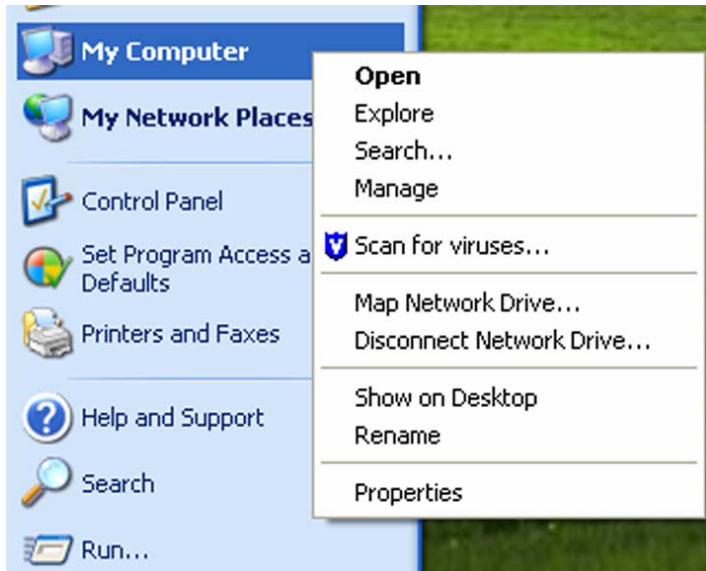 My Computer
My Network Places
Control Panel
Set Program Access a
Defaults
Printers and Faxes
Help and Support
Search
Run...
Open
Explore
Search...
Manage
Scan for viruses...
Map Network Drive...
Disconnect Network Drive...
Show on Desktop
Rename
Properties